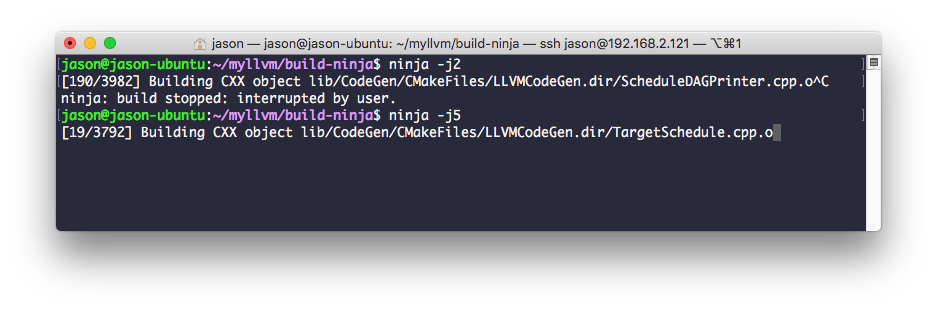 jason — jason@jason-ubuntu: ~/myllvm/build-ninja — ssh jason@192.168.2.121 — ⌥⌘1
[jason@jason-ubuntu:~/myllvm/build-ninja$ ninja -j2 ]
[[190/3982] Building CXX object lib/CodeGen/CMakeFiles/LLVMCodeGen.dir/ScheduleDAGPrinter.cpp.o^C ]
ninja: build stopped: interrupted by user.
[jason@jason-ubuntu:~/myllvm/build-ninja$ ninja -j5 ]
[19/3792] Building CXX object lib/CodeGen/CMakeFiles/LLVMCodeGen.dir/TargetSchedule.cpp.o